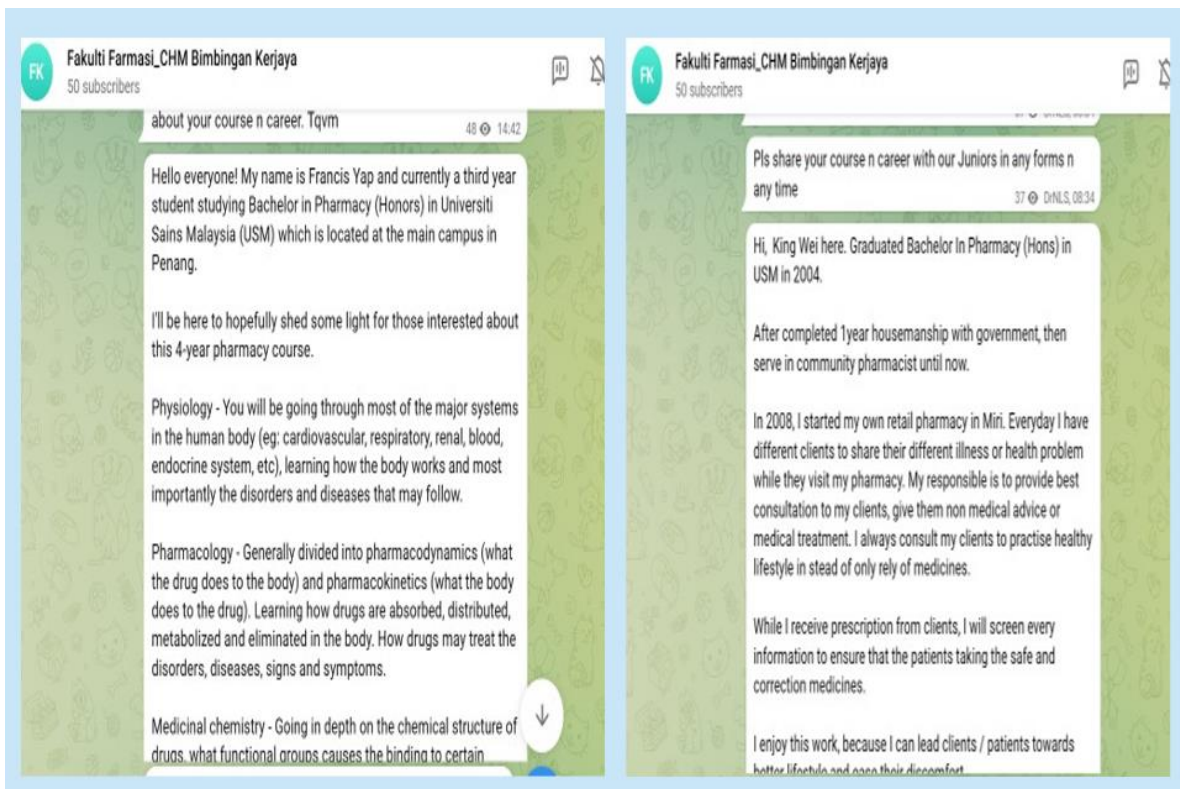 FK
Fakulti Farmasi_CHM Bimbingan Kerjaya
50 subscribers
about your course n career. Tqvm
48 14:42
Hello everyone! My name is Francis Yap and currently a third year
student studying Bachelor in Pharmacy (Honors) in Universiti
Sains Malaysia (USM) which is located at the main campus in
Penang.
I'll be here to hopefully shed some light for those interested about
this 4-year pharmacy course.
Physiology - You will be going through most of the major systems
in the human body (eg: cardiovascular, respiratory, renal, blood,
endocrine system, etc), learning how the body works and most
importantly the disorders and diseases that may follow.
Pharmacology - Generally divided into pharmacodynamics (what
the drug does to the body) and pharmacokinetics (what the body
does to the drug). Learning how drugs are absorbed, distributed,
metabolized and eliminated in the body. How drugs may treat the
disorders, diseases, signs and symptoms.
Medicinal chemistry - Going in depth on the chemical structure of
drugs, what functional groups causes the binding to certain
FK
Fakulti Farmasi_CHM Bimbingan Kerjaya
50 subscribers
Pls share your course n career with our Juniors in any forms n
any time
37 DrNLS, 08:34
Hi, King Wei here. Graduated Bachelor In Pharmacy (Hons) in
USM in 2004.
After completed 1year housemanship with government, then
serve in community pharmacist until now.
In 2008, I started my own retail pharmacy in Miri. Everyday I have
different clients to share their different illness or health problem
while they visit my pharmacy. My responsible is to provide best
consultation to my clients, give them non medical advice or
medical treatment. I always consult my clients to practise healthy
lifestyle in stead of only rely of medicines.
While I receive prescription from clients, I will screen every
information to ensure that the patients taking the safe and
correction medicines.
I enjoy this work, because I can lead clients / patients towards
better lifestyle and ease their discomfort